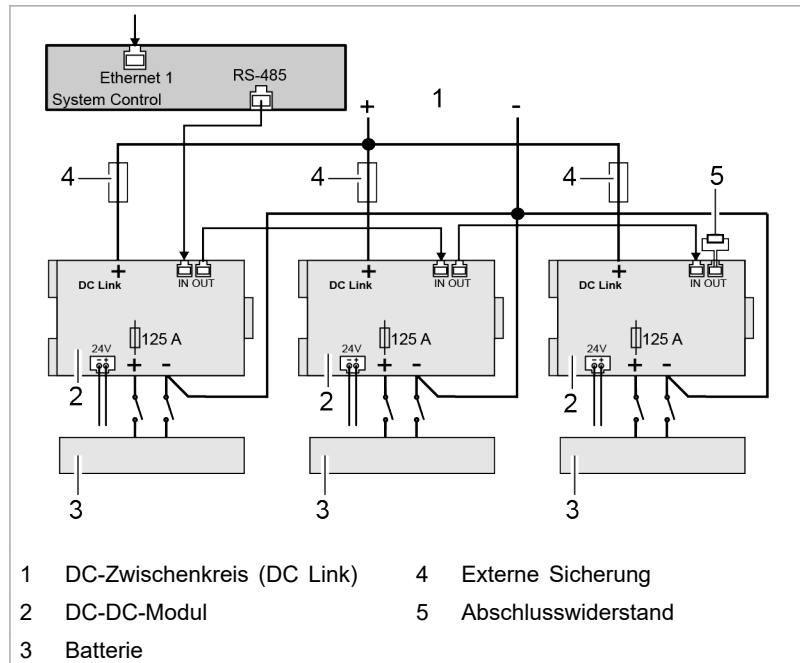 Ethernet 1
RS-485
System Control
+ 1 -
4 4 4 5
+ IN OUT + IN OUT + IN OUT
DC Link DC Link DC Link
125 A 125 A 125 A
24V 24V 24V
- + + - - + + - - + + -
2 2 2
3 3 3
1 DC-Zwischenkreis (DC Link) 4 Externe Sicherung
2 DC-DC-Modul 5 Abschlusswiderstand
3 Batterie